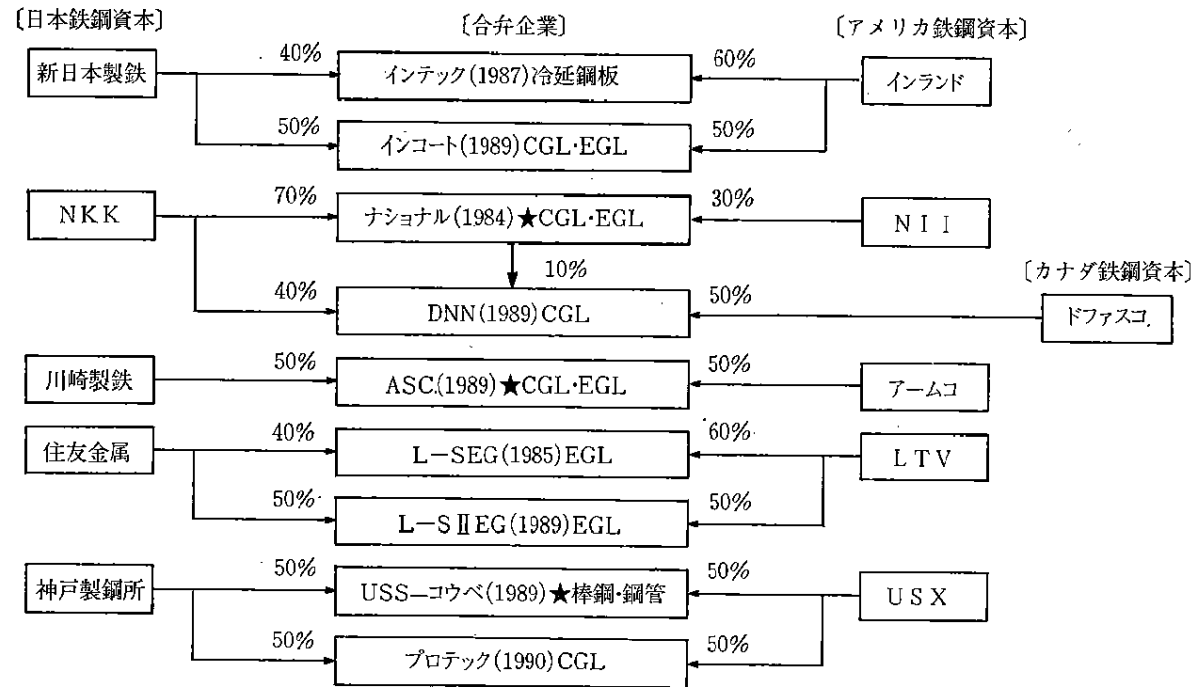 〔日本鉄鋼資本〕 〔合弁企業〕 〔アメリカ鉄鋼資本〕
新日本製鉄 40% インテック(1987)冷延鋼板 60% インランド
50% インコート(1989)CGL・EGL 50%
NKK 70% ナショナル(1984)★CGL・EGL 30% NII
10% 〔カナダ鉄鋼資本〕
40% DNN(1989)CGL 50% ドファスコ.
川崎製鉄 50% ASC.(1989)★CGL・EGL 50% アームコ
住友金属 40% L−SEG(1985)EGL 60% LTV
50% L−SⅡEG(1989)EGL 50%
神戸製鋼所 50% USS−コウベ(1989)★棒鋼・鋼管 50% USX
50% プロテック(1990)CGL 50%